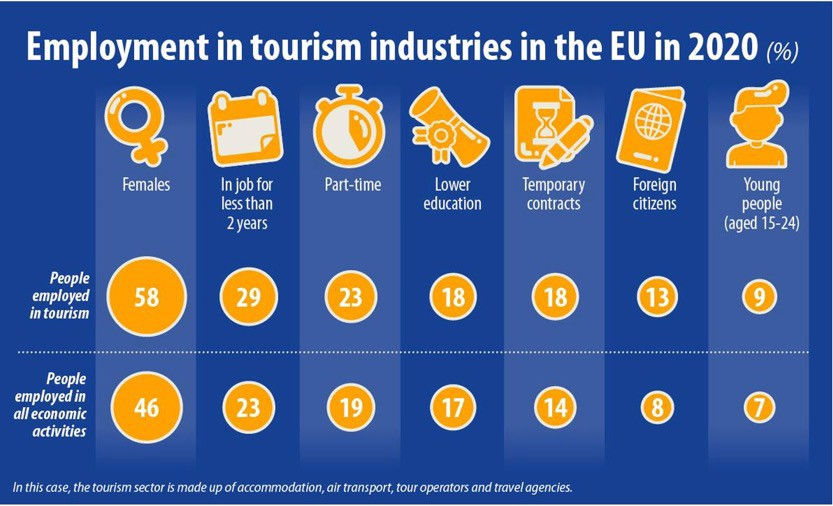 Employment in tourism industries in the EU in 2020 (%)
Females
In job for
less than
2 years
Part-time
Lower
education
Temporary
contracts
Foreign
citizens
Young
people
(aged 15-24)
People
employed
in tourism
58 29 23 18 18 13 9
People
employed in
all economic
activities
46 23 19 17 14 8 7
In this case, the tourism sector is made up of accommodation, air transport, tour operators and travel agencies.